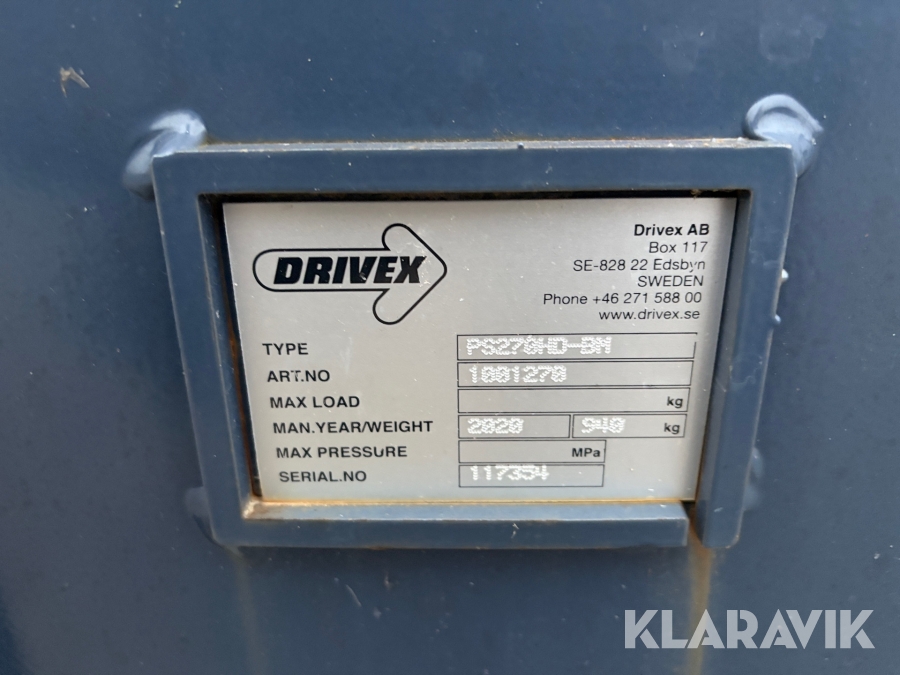 DRIVEX
Drivex AB
Box 117
SE-828 22 Edsbyn
SWEDEN
Phone +46 271 588 00
www.drivex.se
TYPE PS270HD-BM
ART.NO 1001270
MAX LOAD kg
MAN.YEAR/WEIGHT 2020 940 kg
MAX PRESSURE MPa
SERIAL.NO 117354
KLARAVIK